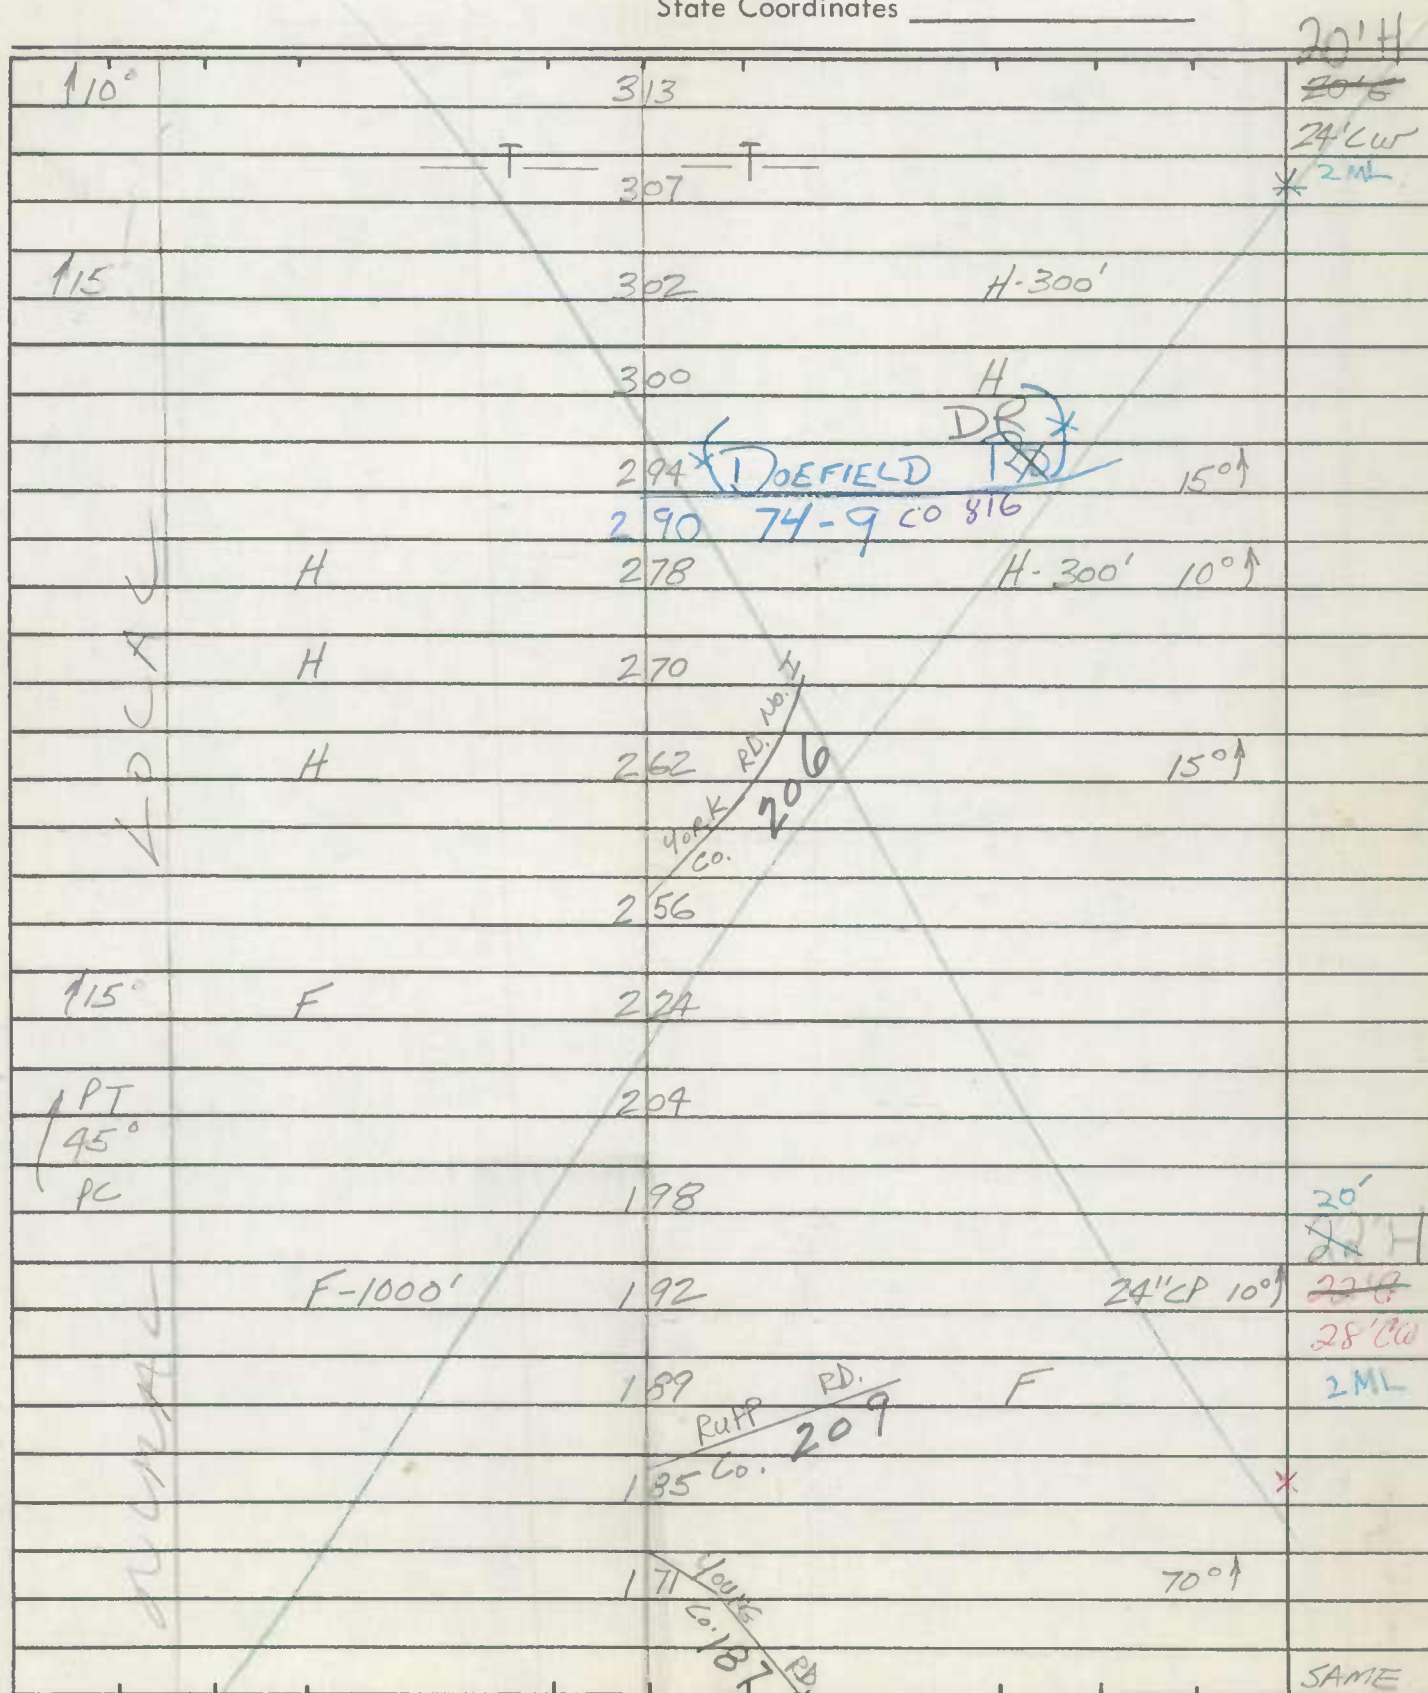 State Coordinates
20' H
↑10° 313 20'G
24'CW
T T
307 2 ML
↑15 302 H-300'
300 H
DR
294 DOEFIELD RD 15°↑
290 74-9 CO 816
H 278 H-300' 10°↑
H 270
H 262 YORK RD. No. 4 15°↑
CO. 206
256
↑15° F 224
PT 204
45°
PC 198 20'
22' H
F-1000' 192 24"CP 10°↑ 22'G
28'CW
189 RUPP RD. F 2 ML
Co. 209
185
171 YOUNG RD 70°↑
Co. 187
SAME